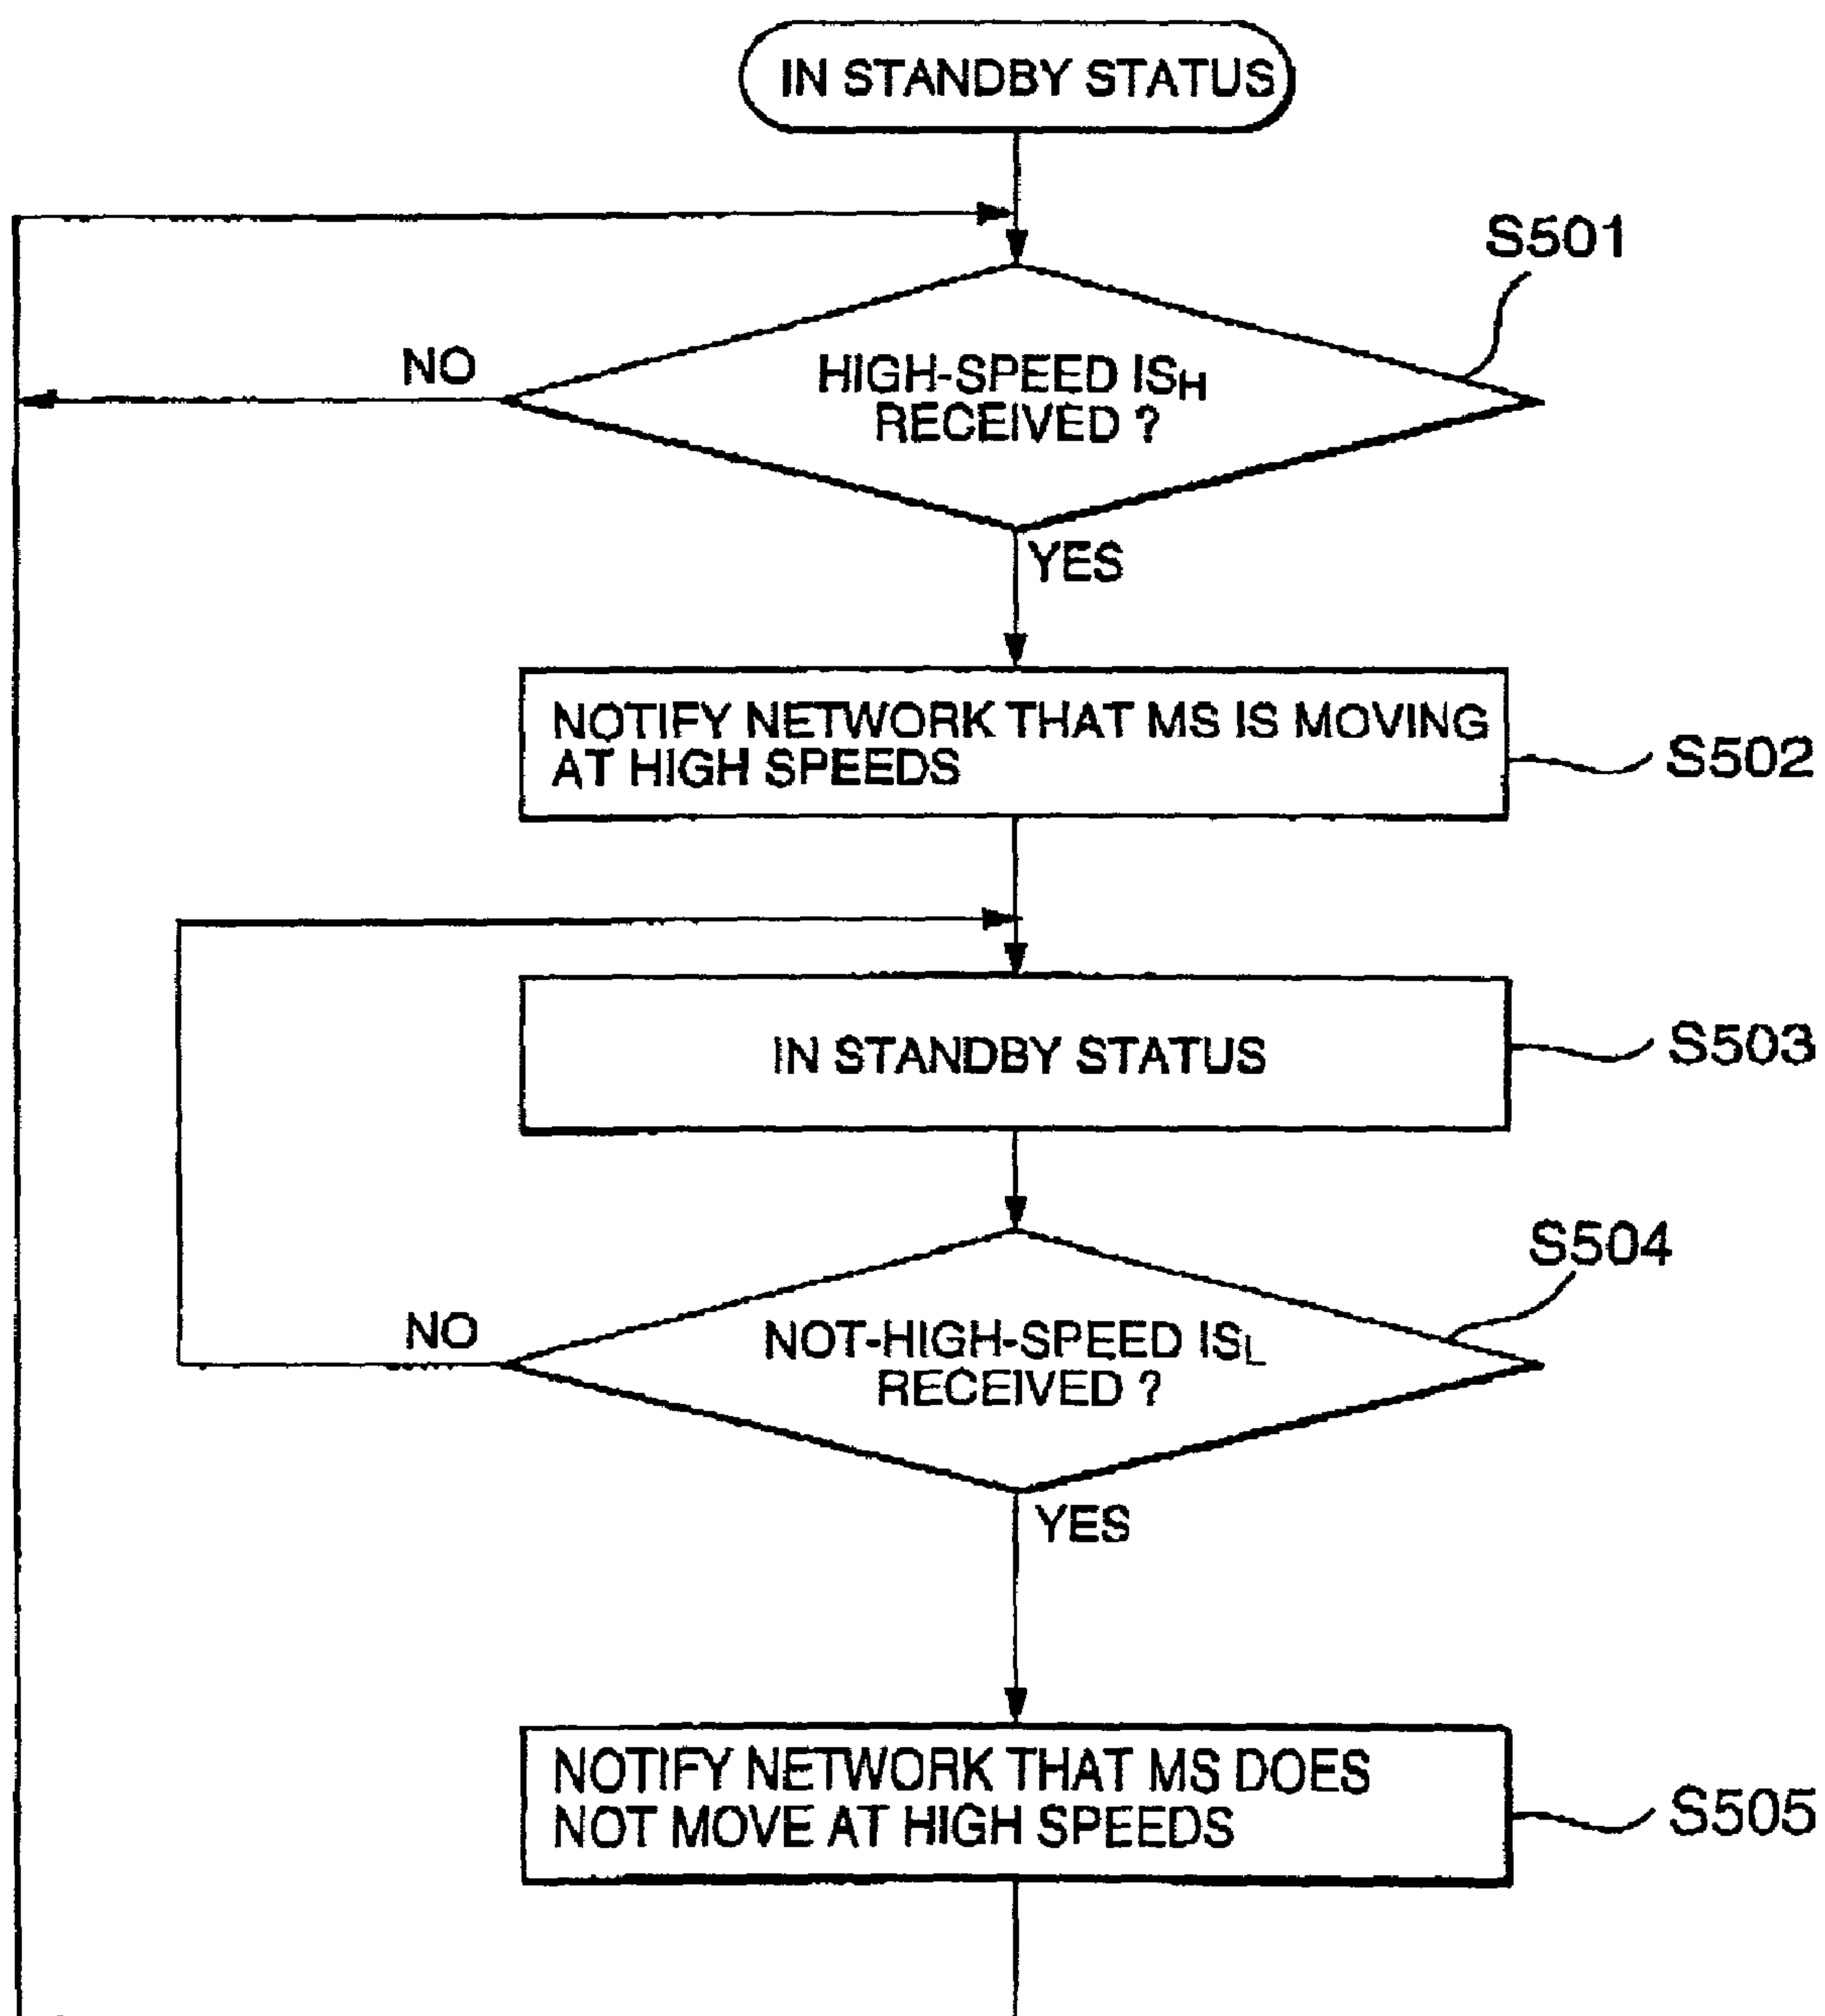 IN STANDBY STATUS
S501
NO
HIGH-SPEED ISH
RECEIVED ?
YES
NOTIFY NETWORK THAT MS IS MOVING
AT HIGH SPEEDS
S502
IN STANDBY STATUS
S503
S504
NO
NOT-HIGH-SPEED ISL
RECEIVED ?
YES
NOTIFY NETWORK THAT MS DOES
NOT MOVE AT HIGH SPEEDS
S505